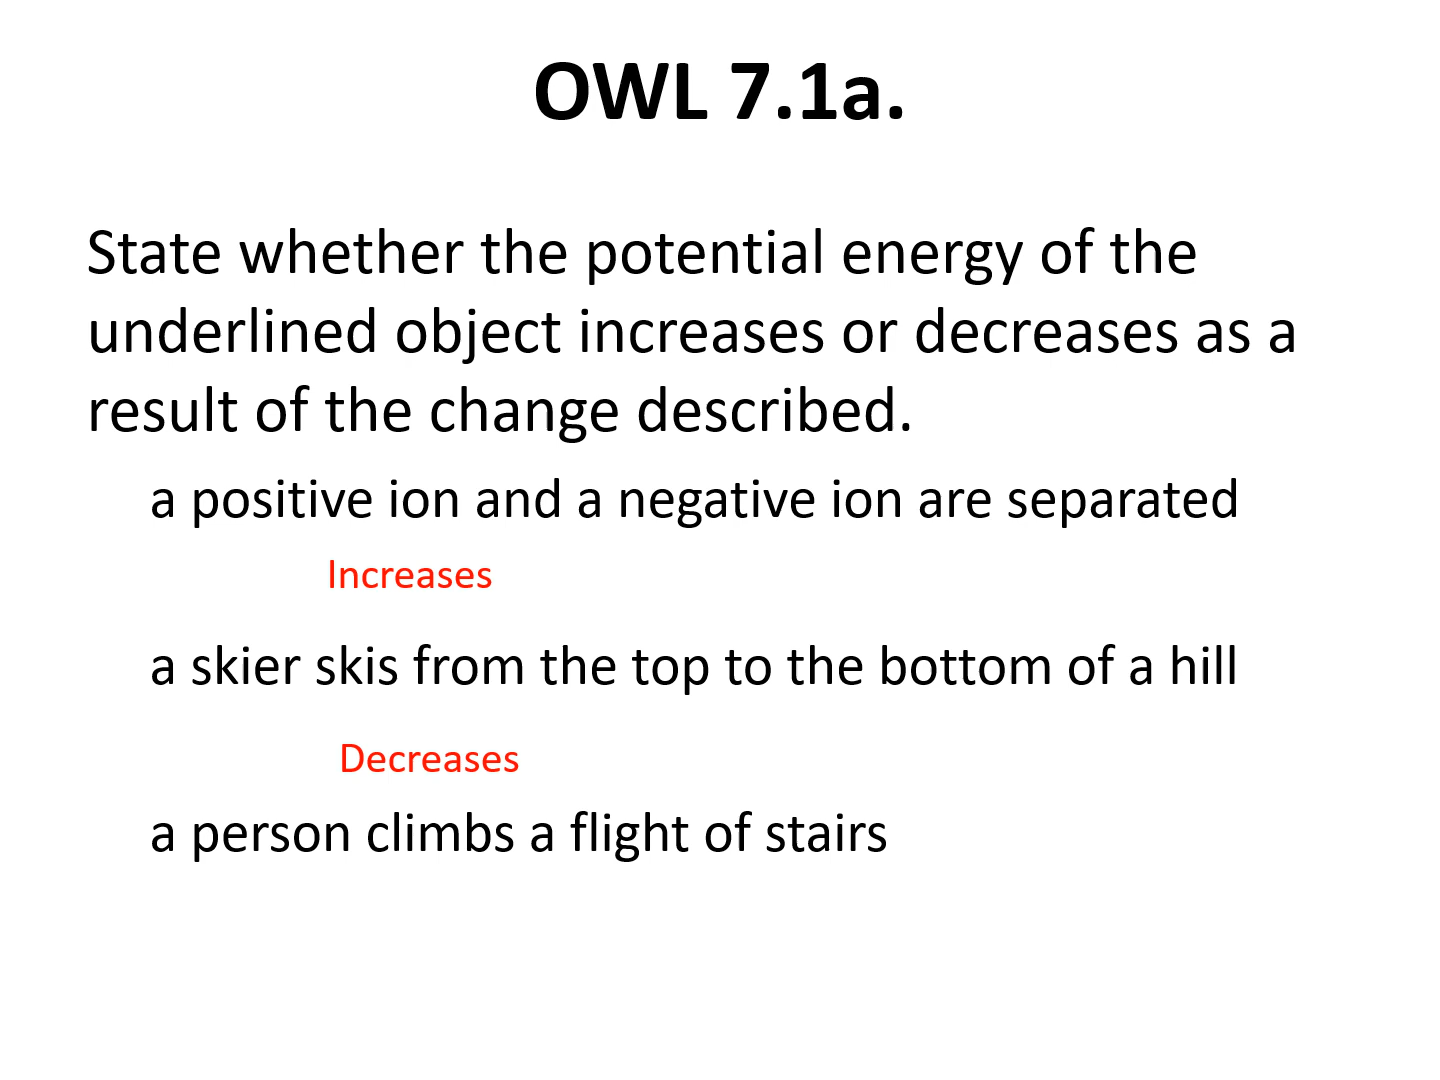 OWL 7.1a.
State whether the potential energy of the
underlined object increases or decreases as a
result of the change described.
a positive ion and a negative ion are separated
Increases
a skier skis from the top to the bottom of a hill
Decreases
a person climbs a flight of stairs